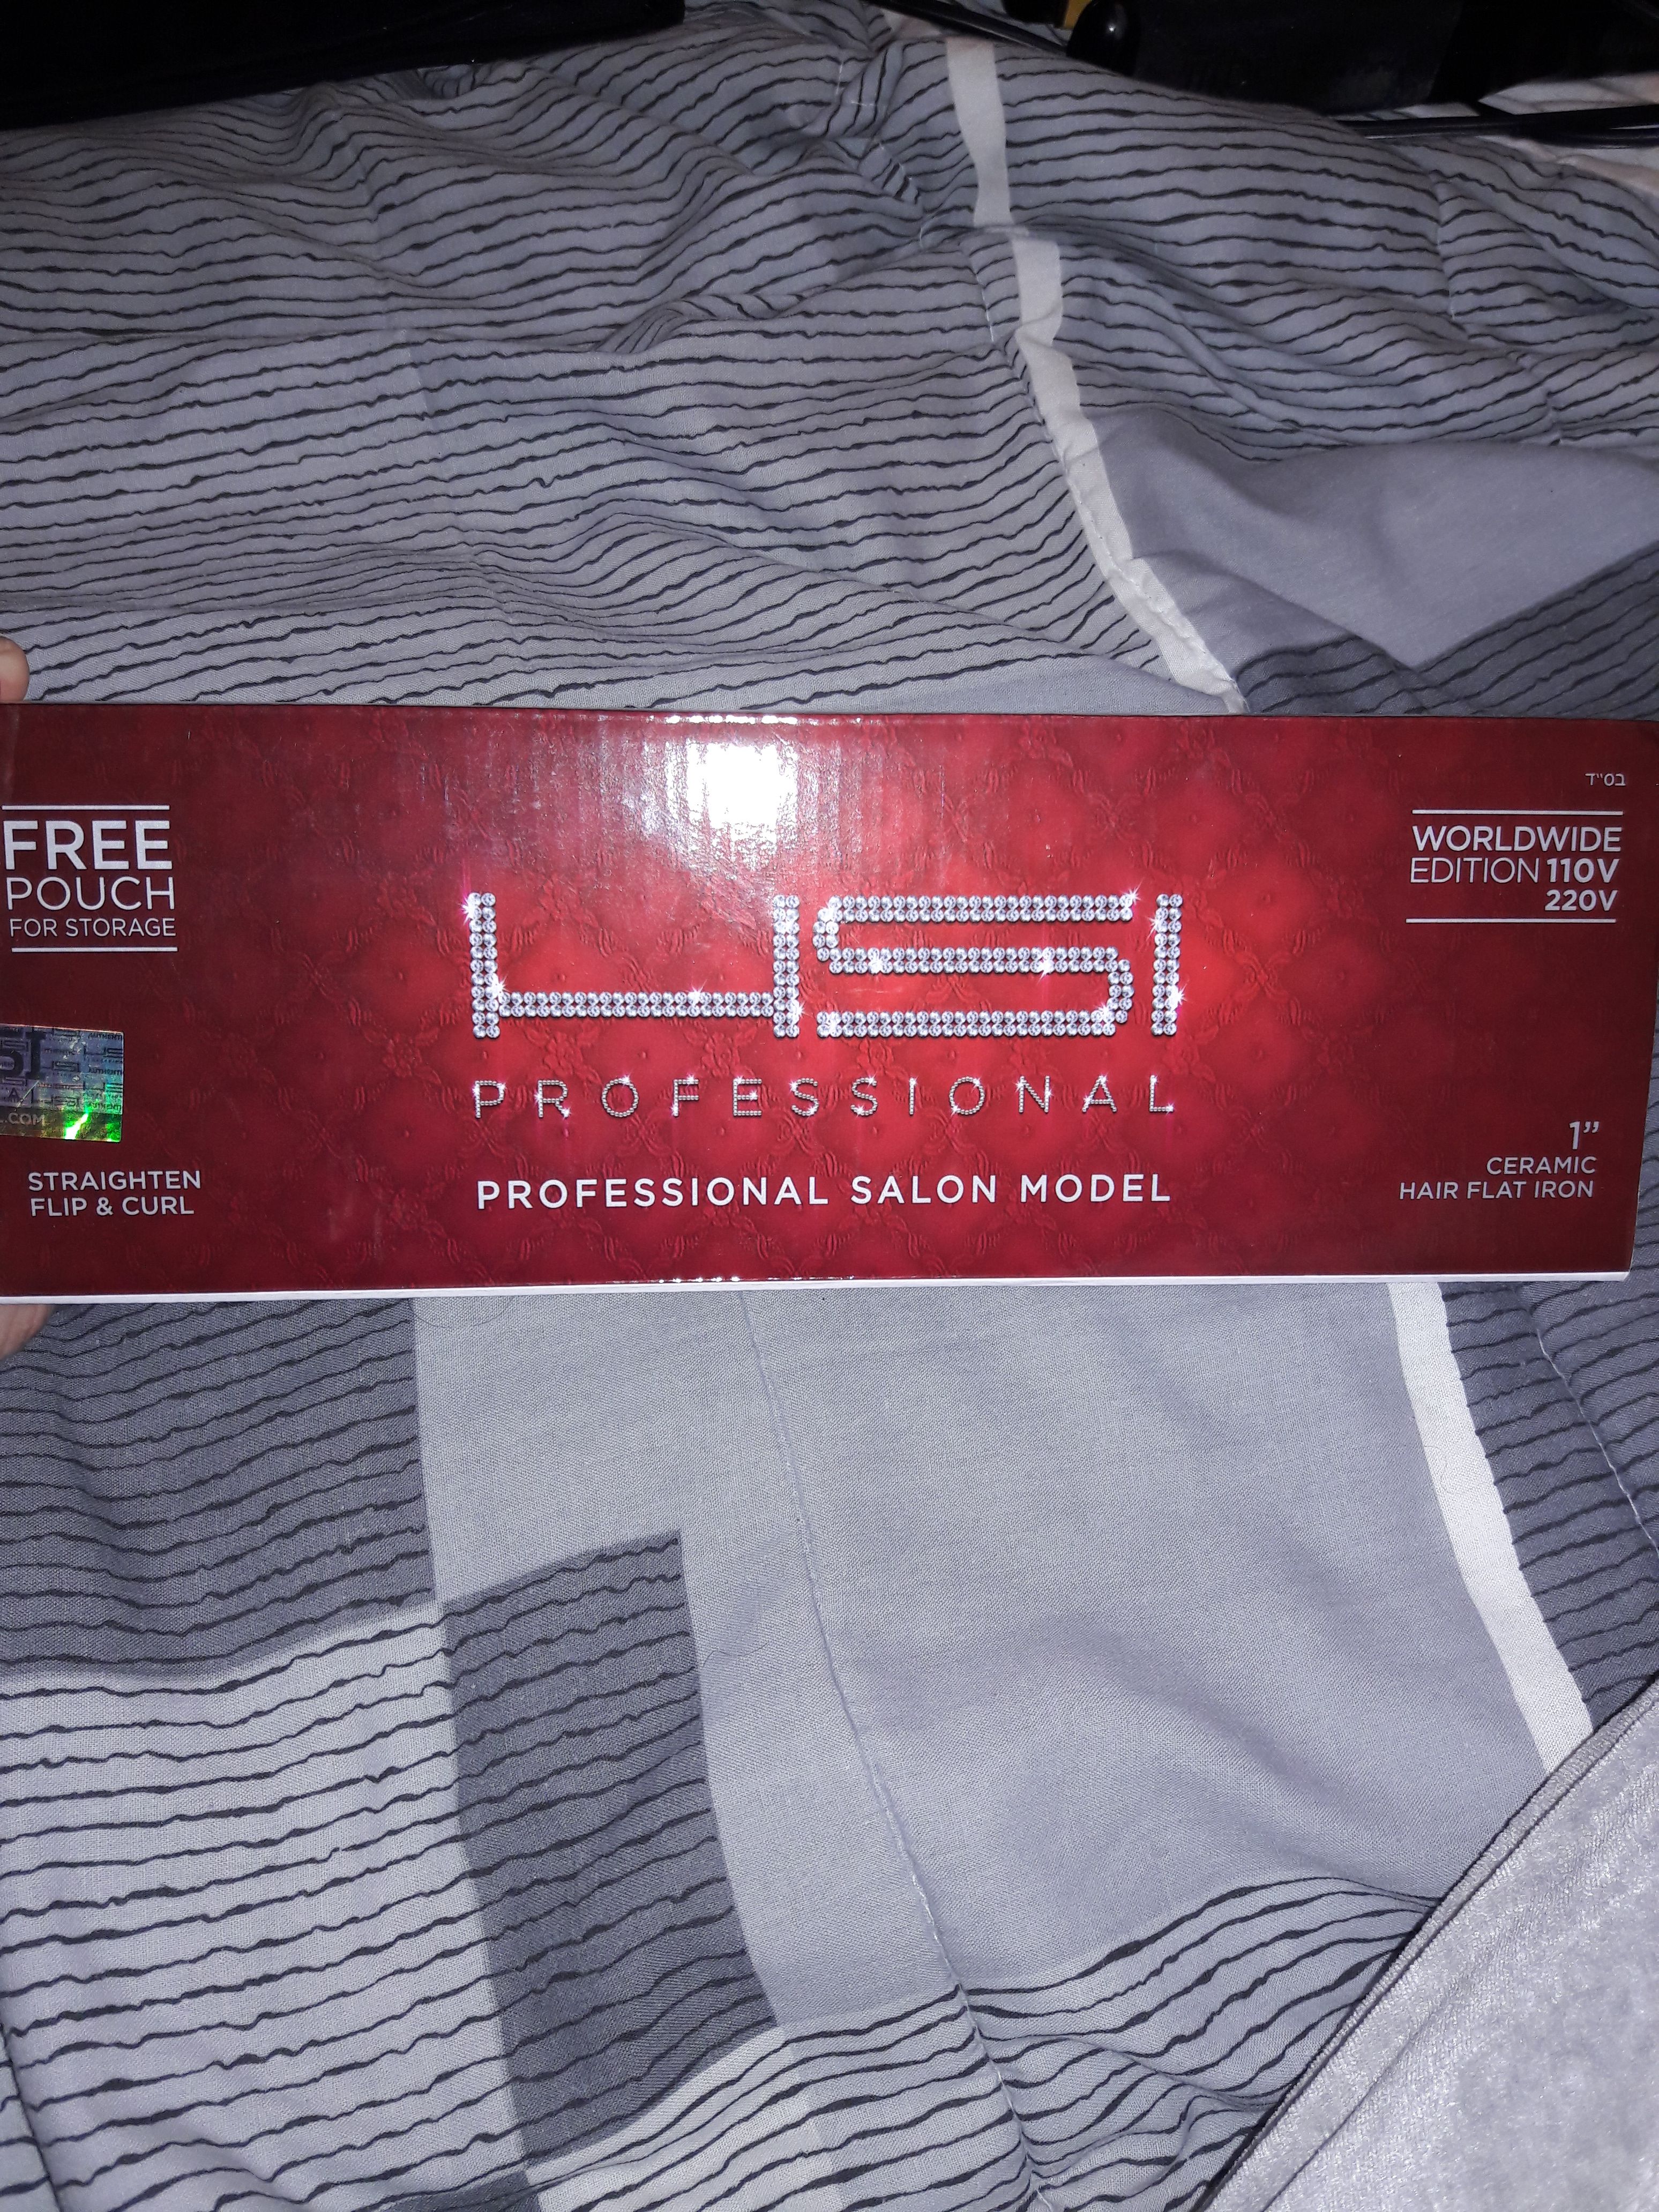 FREE
POUCH
FOR STORAGE
.COM
STRAIGHTEN
FLIP & CURL
HSI
PROFESSIONAL
PROFESSIONAL SALON MODEL
בס"ד
WORLDWIDE
EDITION 110V
220V
1”
CERAMIC
HAIR FLAT IRON